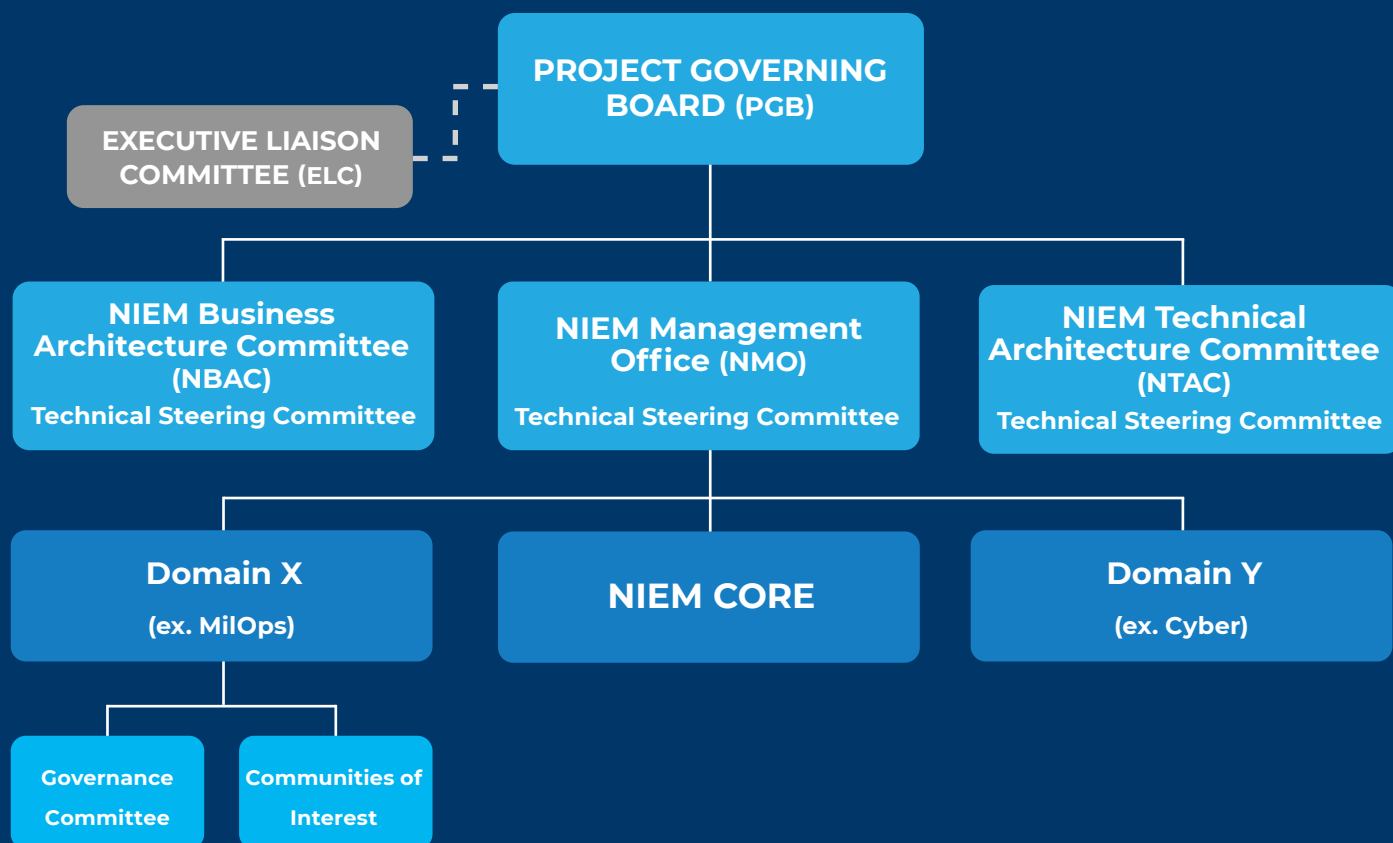 PROJECT GOVERNING
BOARD (PGB)
EXECUTIVE LIAISON
COMMITTEE (ELC)
NIEM Business
Architecture Committee
(NBAC)
Technical Steering Committee
NIEM Management
Office (NMO)
Technical Steering Committee
NIEM Technical
Architecture Committee
(NTAC)
Technical Steering Committee
Domain X
(ex. MilOps)
NIEM CORE
Domain Y
(ex. Cyber)
Governance
Committee
Communities of
Interest